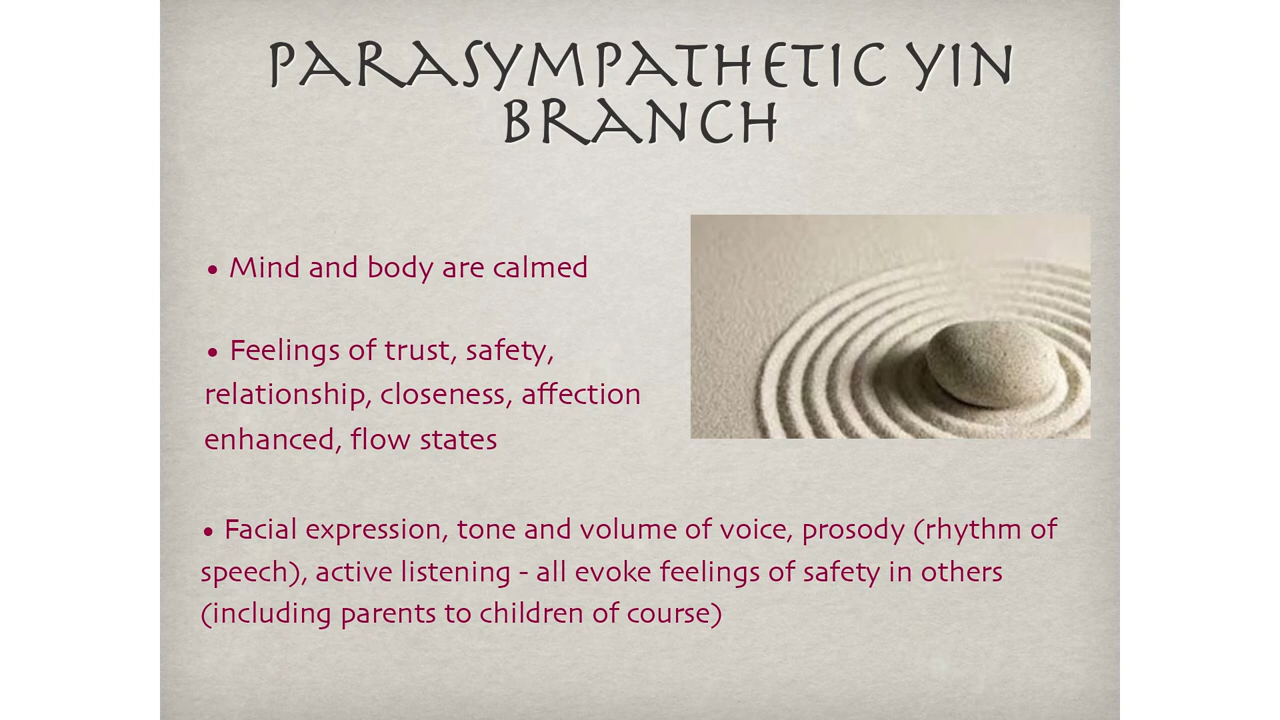 PARASYMPATHETIC YIN
BRANCH
• Mind and body are calmed
• Feelings of trust, safety,
relationship, closeness, affection
enhanced, flow states
• Facial expression, tone and volume of voice, prosody (rhythm of
speech), active listening - all evoke feelings of safety in others
(including parents to children of course)